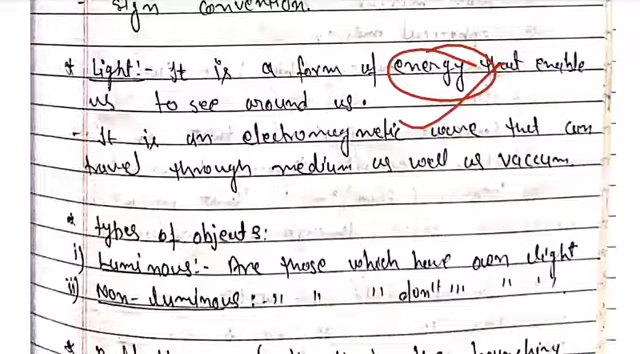 - sign convention.
* Light:- It is a form of energy that enable
us to see around us.
- It is an electromagnetic wave that can
travel through medium as well as vaccum.
* types of objects:
i) Luminous:- Are those which have own light
ii) Non-luminous:- " " " don't " " "